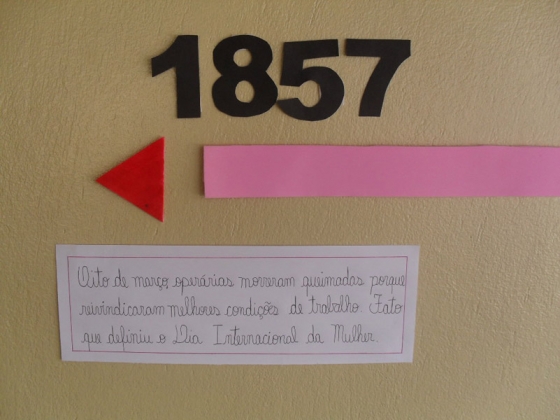 1857
Oito de março operárias morreram queimadas porque
reivindicaram melhores condições de trabalho. Fato
que definiu o Dia Internacional da Mulher.